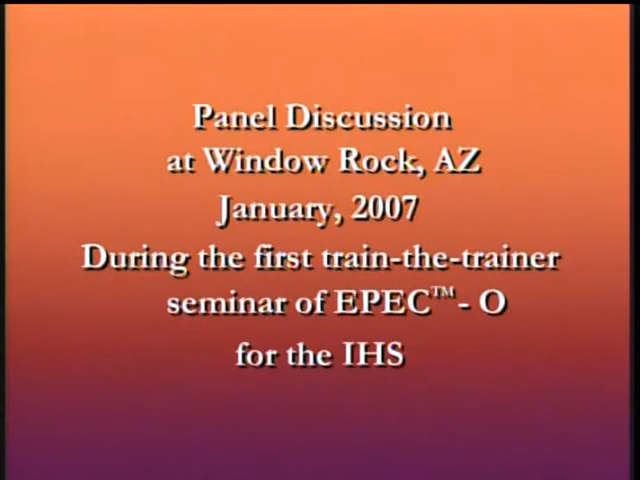 Panel Discussion
at Window Rock, AZ
January, 2007
During the first train-the-trainer
seminar of EPEC™ - O
for the IHS